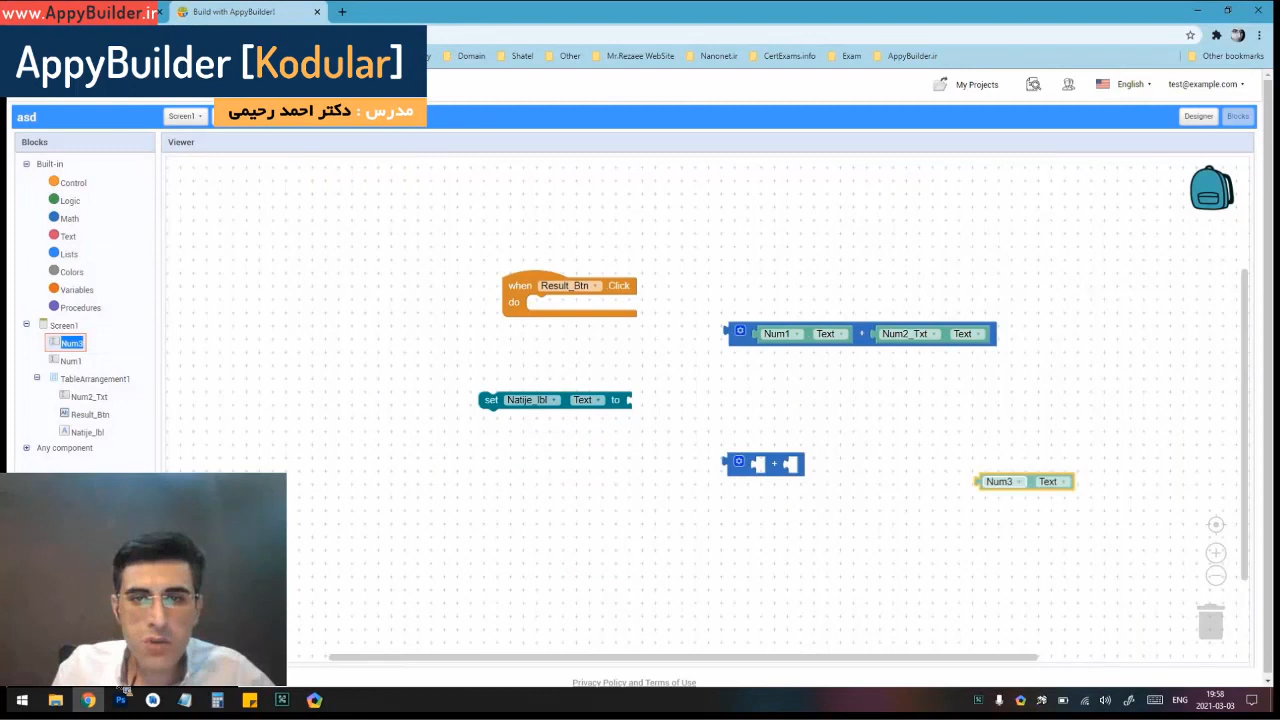 www.AppyBuilder.ir
Build with AppyBuilder!
AppyBuilder [Kodular]
مدرس : دکتر احمد رحیمی
Domain
Shatel
Other
Mr.Rezaee WebSite
Nanonet.ir
CertExams.info
Exam
AppyBuilder.ir
Other bookmarks
My Projects
English
test@example.com
asd
Screen1
Designer
Blocks
Blocks
Viewer
Built-in
Control
Logic
Math
Text
Lists
Colors
Variables
Procedures
Screen1
Num3
Num1
TableArrangement1
Num2_Txt
Result_Btn
Natije_lbl
Any component
when Result_Btn .Click
do
Num1 . Text + Num2_Txt . Text
set Natije_lbl . Text to
+
Num3 . Text
Privacy Policy and Terms of Use
ENG
19:58
2021-03-03